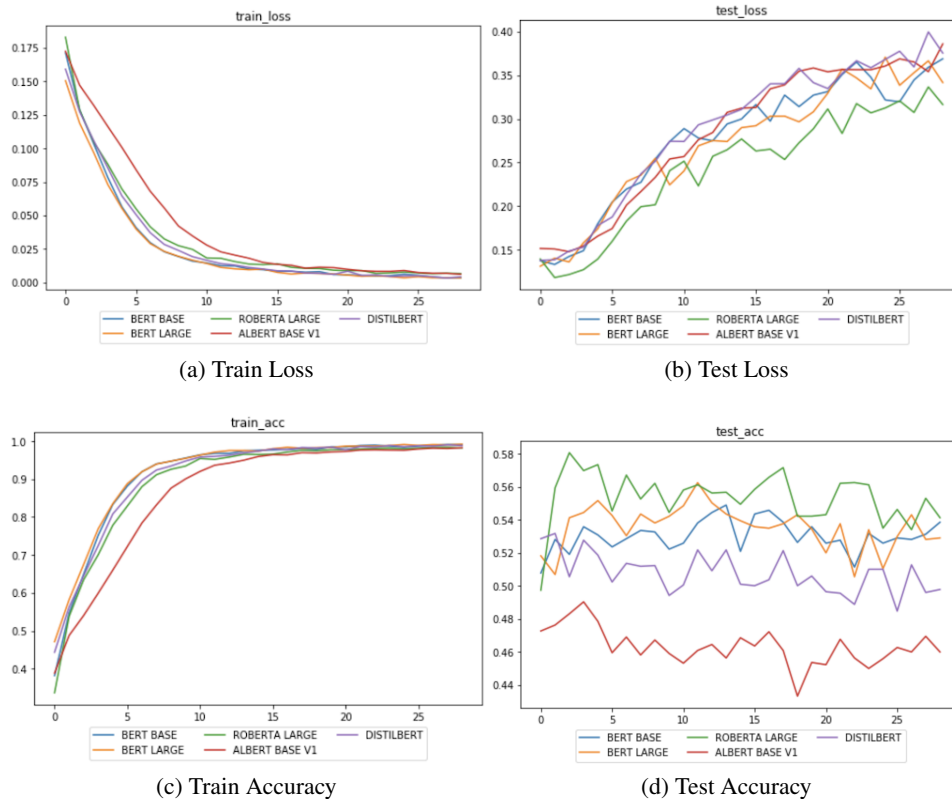 train_loss
0.175
0.150
0.125
0.100
0.075
0.050
0.025
0.000
0 5 10 15 20 25
BERT BASE ROBERTA LARGE DISTILBERT
BERT LARGE ALBERT BASE V1
(a) Train Loss
test_loss
0.40
0.35
0.30
0.25
0.20
0.15
0 5 10 15 20 25
BERT BASE ROBERTA LARGE DISTILBERT
BERT LARGE ALBERT BASE V1
(b) Test Loss
train_acc
1.0
0.9
0.8
0.7
0.6
0.5
0.4
0 5 10 15 20 25
BERT BASE ROBERTA LARGE DISTILBERT
BERT LARGE ALBERT BASE V1
(c) Train Accuracy
test_acc
0.58
0.56
0.54
0.52
0.50
0.48
0.46
0.44
0 5 10 15 20 25
BERT BASE ROBERTA LARGE DISTILBERT
BERT LARGE ALBERT BASE V1
(d) Test Accuracy